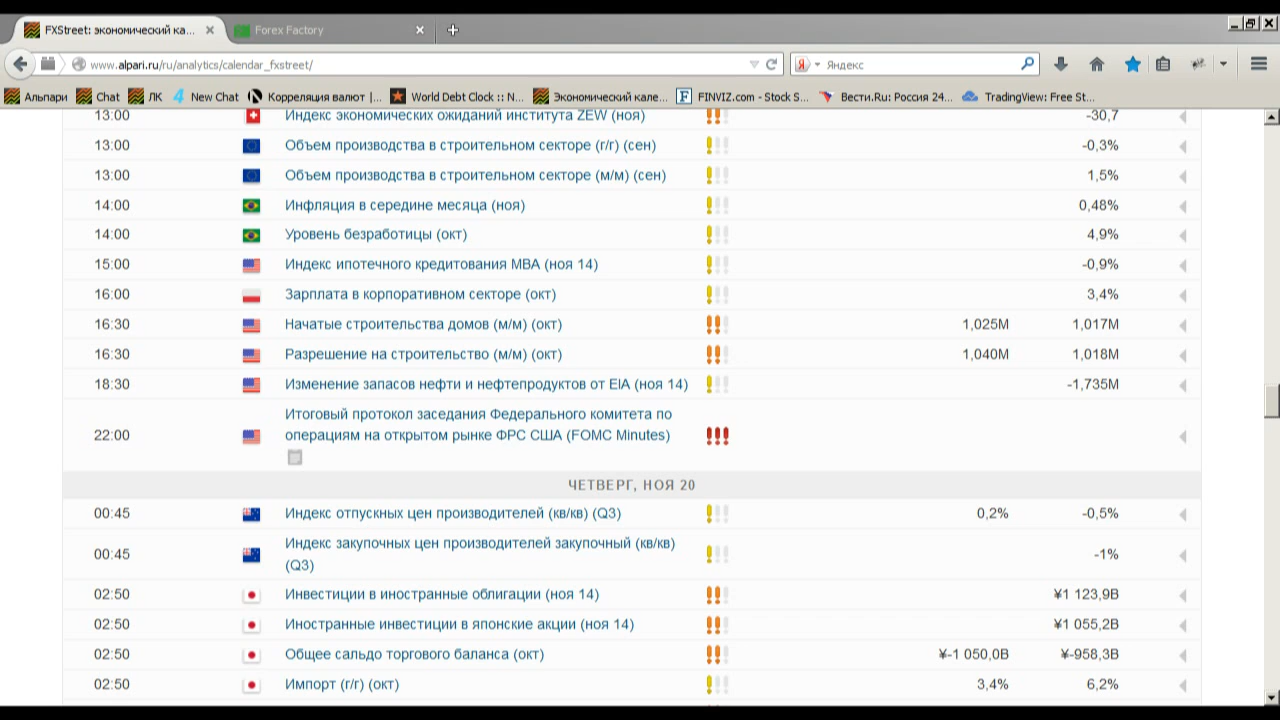 FXStreet: экономический ка...
Forex Factory
www.alpari.ru/ru/analytics/calendar_fxstreet/
Яндекс
Альпари Chat ЛК New Chat Корреляция валют |... World Debt Clock :: N... Экономический кале... FINVIZ.com - Stock S... Вести.Ru: Россия 24... TradingView: Free St...
13:00 Индекс экономических ожиданий института ZEW (ноя) -30,7
13:00 Объем производства в строительном секторе (г/г) (сен) -0,3%
13:00 Объем производства в строительном секторе (м/м) (сен) 1,5%
14:00 Инфляция в середине месяца (ноя) 0,48%
14:00 Уровень безработицы (окт) 4,9%
15:00 Индекс ипотечного кредитования MBA (ноя 14) -0,9%
16:00 Зарплата в корпоративном секторе (окт) 3,4%
16:30 Начатые строительства домов (м/м) (окт) 1,025M 1,017M
16:30 Разрешение на строительство (м/м) (окт) 1,040M 1,018M
18:30 Изменение запасов нефти и нефтепродуктов от EIA (ноя 14) -1,735M
22:00 Итоговый протокол заседания Федерального комитета по
операциям на открытом рынке ФРС США (FOMC Minutes)
ЧЕТВЕРГ, НОЯ 20
00:45 Индекс отпускных цен производителей (кв/кв) (Q3) 0,2% -0,5%
00:45 Индекс закупочных цен производителей закупочный (кв/кв)
(Q3) -1%
02:50 Инвестиции в иностранные облигации (ноя 14) ¥1 123,9B
02:50 Иностранные инвестиции в японские акции (ноя 14) ¥1 055,2B
02:50 Общее сальдо торгового баланса (окт) ¥-1 050,0B ¥-958,3B
02:50 Импорт (г/г) (окт) 3,4% 6,2%